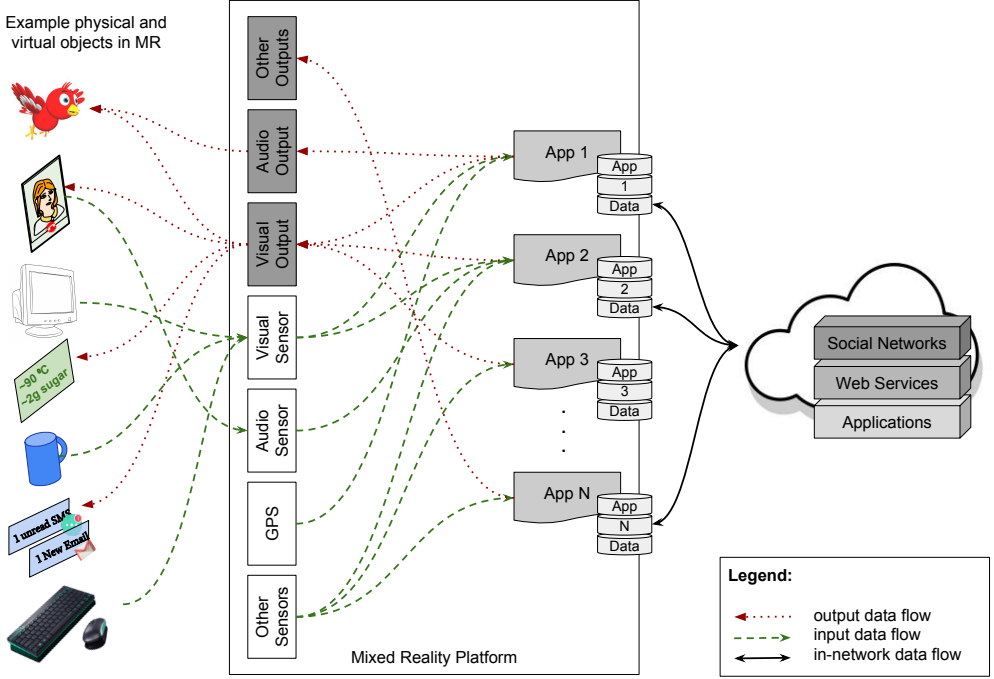 Example physical and
virtual objects in MR
~90 ℃
~2g sugar
1 unread SMS
1 New Email
Other
Outputs
Audio
Output
Visual
Output
Visual
Sensor
Audio
Sensor
GPS
Other
Sensors
App 1
App
1
Data
App 2
App
2
Data
App 3
App
3
Data
.
.
.
App N
App
N
Data
Mixed Reality Platform
Social Networks
Web Services
Applications
Legend:
output data flow
input data flow
in-network data flow